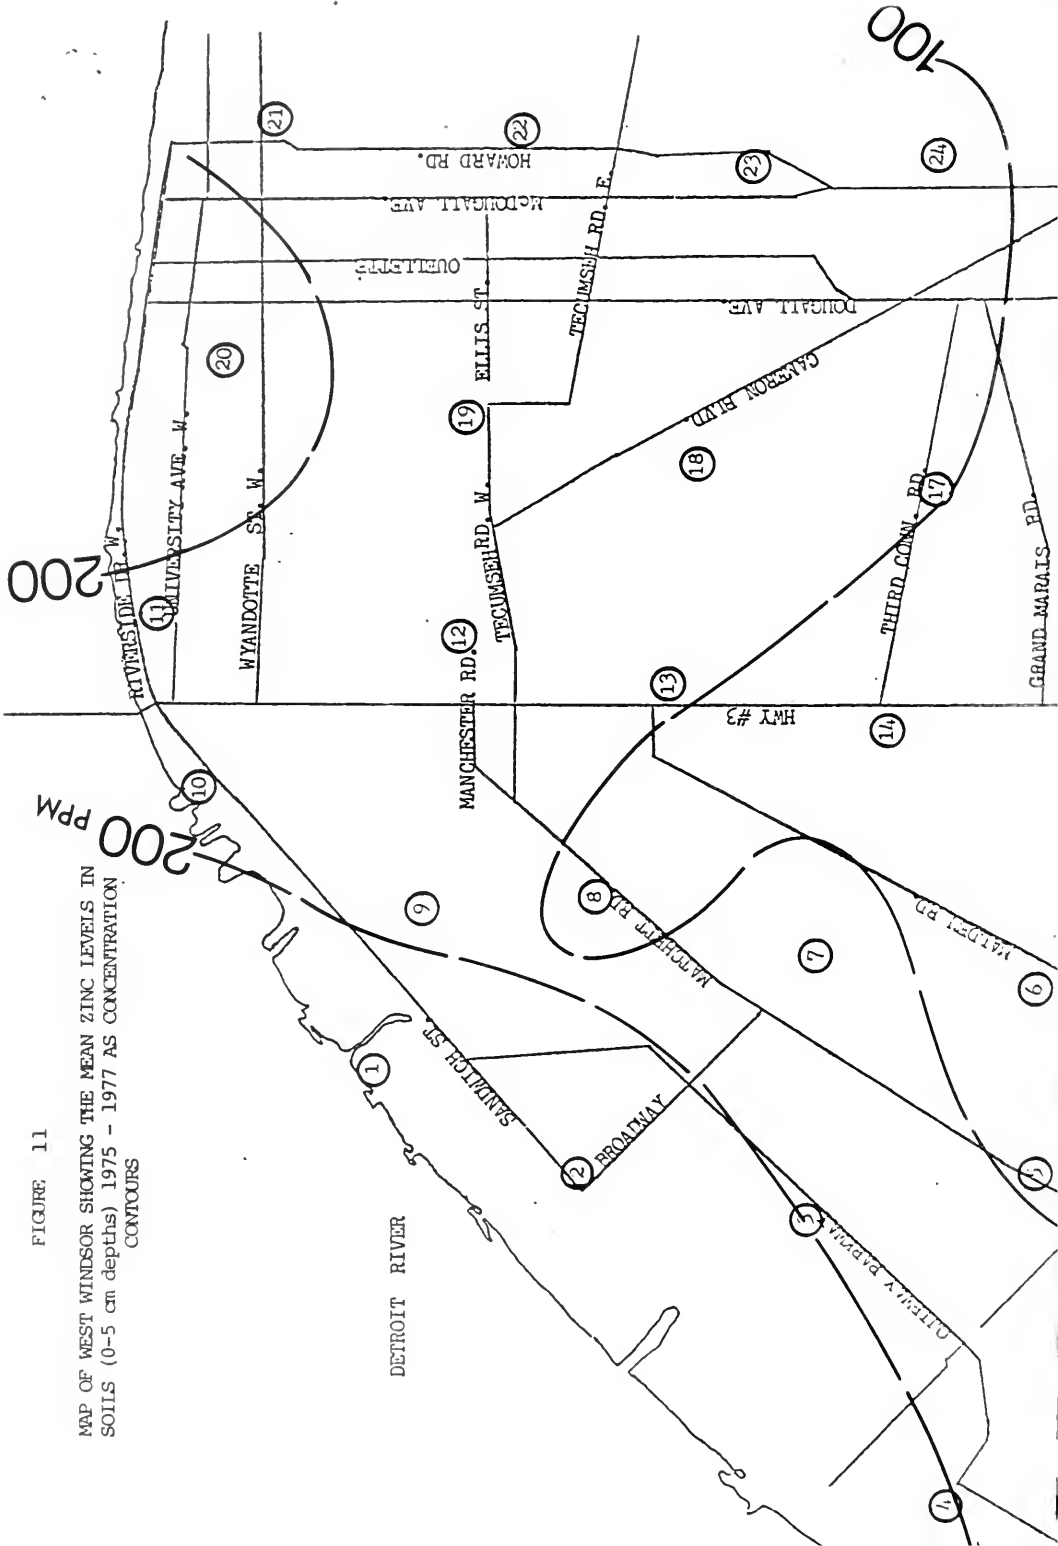 FIGURE 11
MAP OF WEST WINDSOR SHOWING THE MEAN ZINC LEVELS IN
SOILS (0-5 cm depths) 1975 - 1977 AS CONCENTRATION
CONTOURS
DETROIT RIVER
200 PPM
200
100
RIVERSIDE DR. W.
UNIVERSITY AVE. W.
WYANDOTTE ST. W.
HOWARD RD.
McDOUGALL AVE.
OUELLETTE
DOUGALL AVE.
ELLIS ST.
TECUMSEH RD. E.
TECUMSEH RD. W.
MANCHESTER RD.
CAMERON BLVD.
THIRD CONN. RD.
GRAND MARAIS RD.
HWY #3
MALDEN RD
MATCHETT RD.
SANDWICH ST.
BROADWAY
OJIBWAY PARKWAY
1
2
3
4
5
6
7
8
9
10
11
12
13
14
17
18
19
20
21
22
23
24